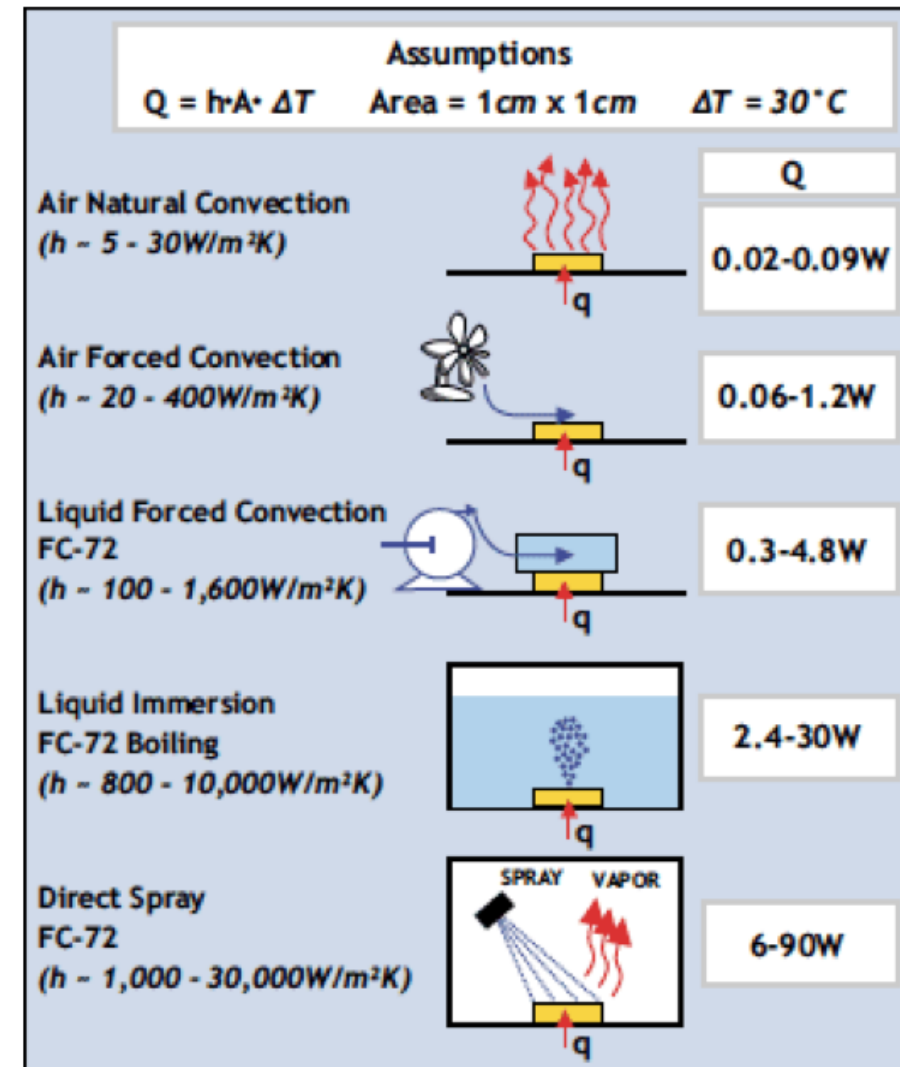 Assumptions
Q = h·A· ΔT Area = 1cm x 1cm ΔT = 30°C
Q
Air Natural Convection
(h ~ 5 - 30W/m²K)
0.02-0.09W
q
Air Forced Convection
(h ~ 20 - 400W/m²K)
0.06-1.2W
q
Liquid Forced Convection
FC-72
(h ~ 100 - 1,600W/m²K)
0.3-4.8W
q
Liquid Immersion
FC-72 Boiling
(h ~ 800 - 10,000W/m²K)
2.4-30W
q
Direct Spray
FC-72
(h ~ 1,000 - 30,000W/m²K)
SPRAY VAPOR
6-90W
q